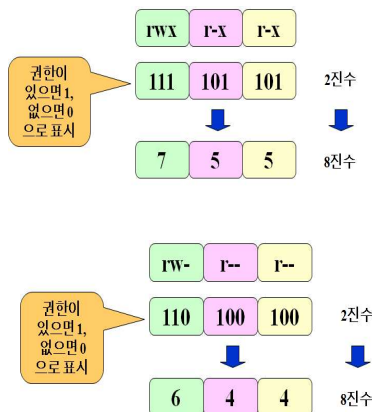 rwx r-x r-x
권한이
있으면 1,
없으면 0
으로 표시
111 101 101 2진수
7 5 5 8진수
rw- r-- r--
권한이
있으면 1,
없으면 0
으로 표시
110 100 100 2진수
6 4 4 8진수